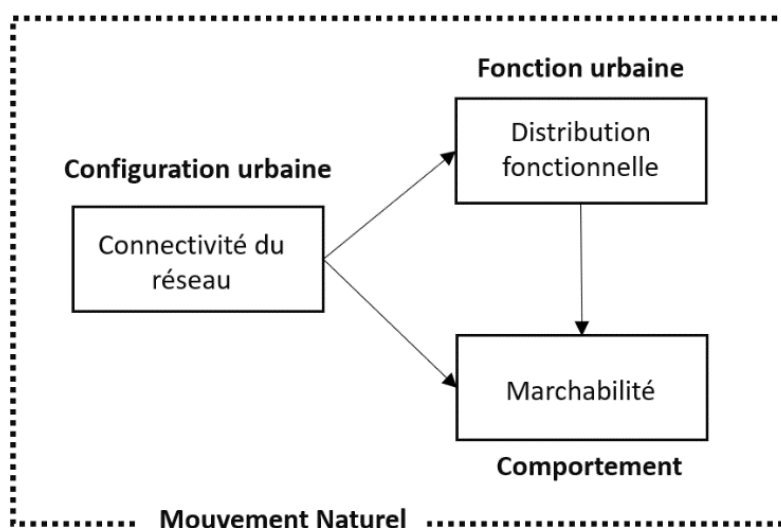 Fonction urbaine
Distribution
fonctionnelle
Configuration urbaine
Connectivité du
réseau
Marchabilité
Comportement
Mouvement Naturel